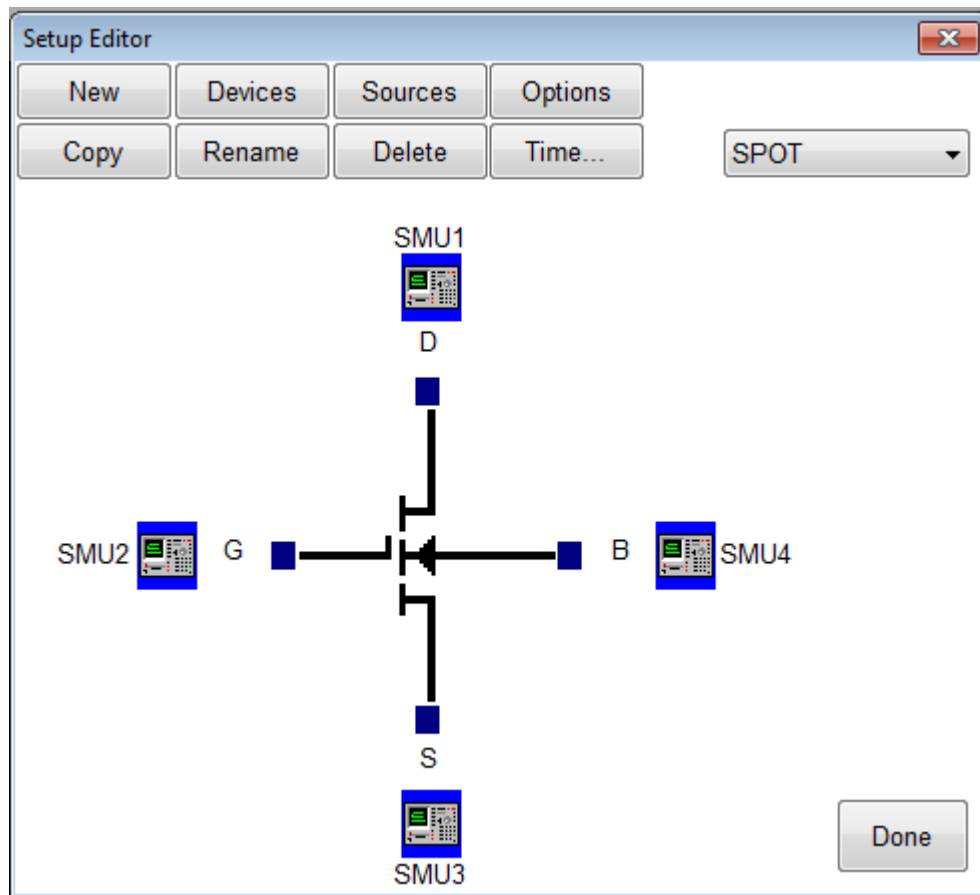 Setup Editor
New Devices Sources Options
Copy Rename Delete Time... SPOT
SMU1
D
SMU2 G B SMU4
S
SMU3
Done